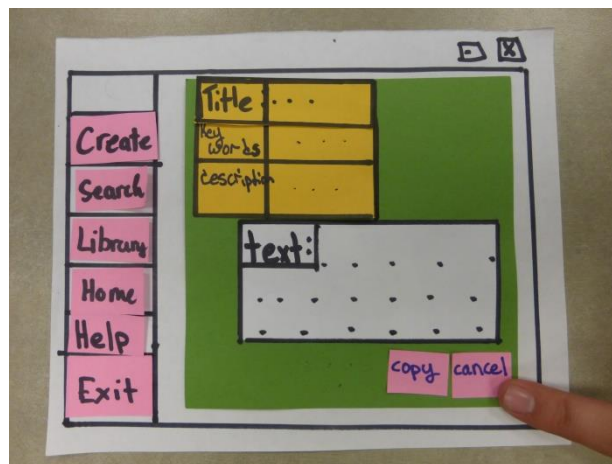 - X
Create
Search
Library
Home
Help
Exit
Title: . . .
Key
words . . .
description . . .
text:
copy cancel